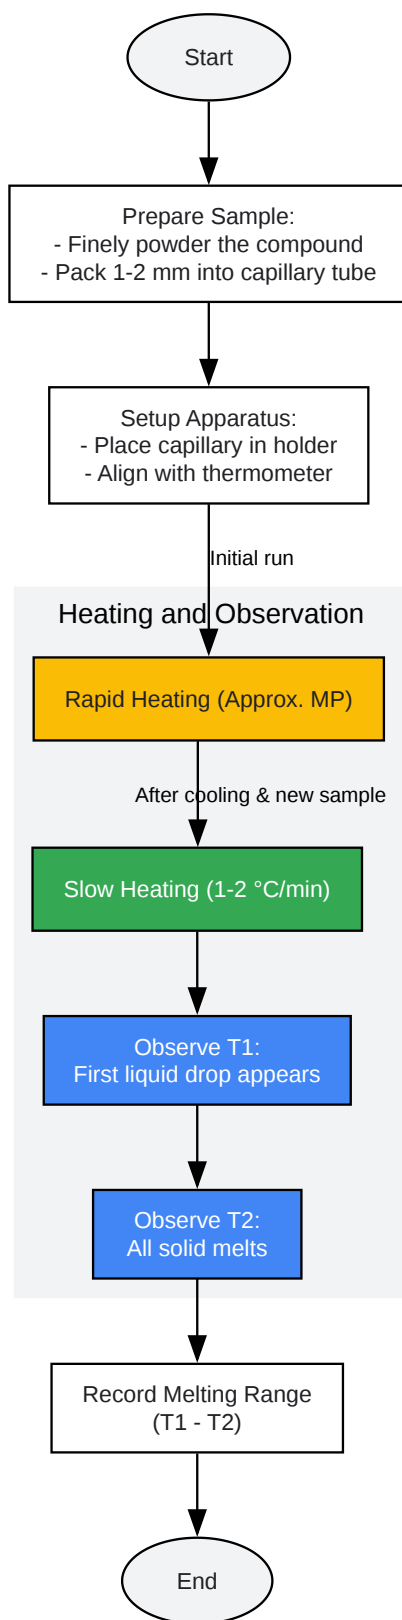 Start
Prepare Sample:
- Finely powder the compound
- Pack 1-2 mm into capillary tube
Setup Apparatus:
- Place capillary in holder
- Align with thermometer
Initial run
Heating and Observation
Rapid Heating (Approx. MP)
After cooling & new sample
Slow Heating (1-2 °C/min)
Observe T1:
First liquid drop appears
Observe T2:
All solid melts
Record Melting Range
(T1 - T2)
End